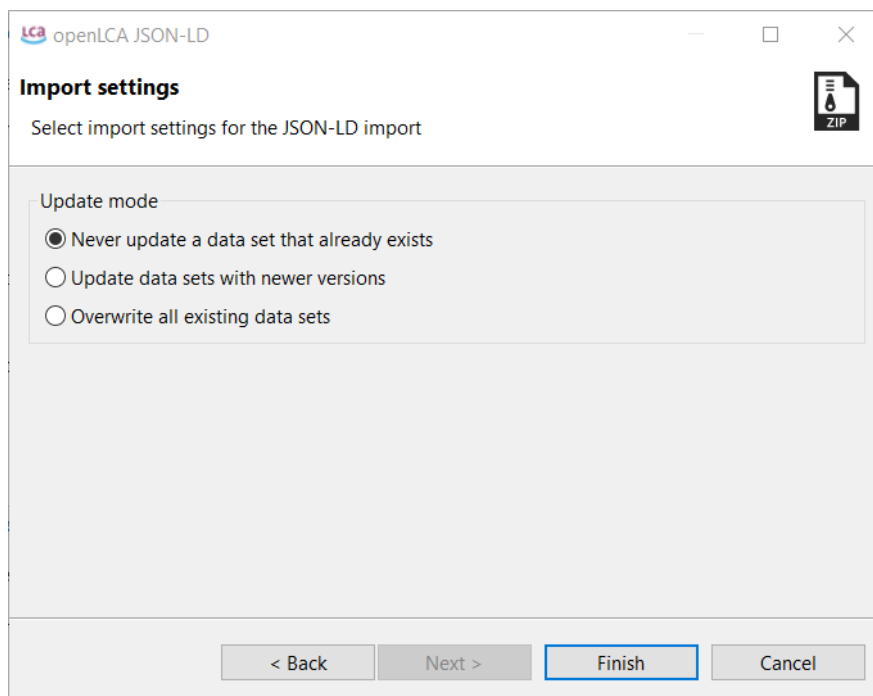 LCa openLCA JSON-LD
Import settings
Select import settings for the JSON-LD import
ZIP
Update mode
Never update a data set that already exists
Update data sets with newer versions
Overwrite all existing data sets
< Back
Next >
Finish
Cancel